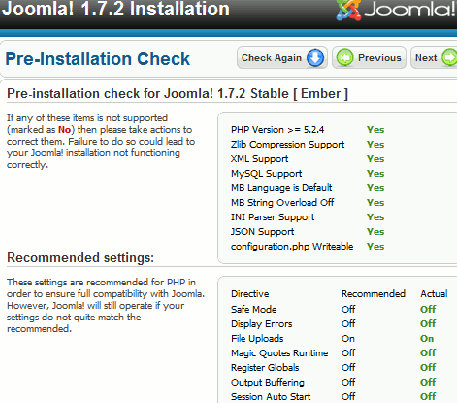 Joomla! 1.7.2 Installation
Joomla!
Pre-Installation Check
Check Again
Previous
Next
Pre-installation check for Joomla! 1.7.2 Stable [ Ember ]
If any of these items is not supported
(marked as No) then please take actions to
correct them. Failure to do so could lead to
your Joomla! installation not functioning
correctly.
PHP Version >= 5.2.4 Yes
Zlib Compression Support Yes
XML Support Yes
MySQL Support Yes
MB Language is Default Yes
MB String Overload Off Yes
INI Parser Support Yes
JSON Support Yes
configuration.php Writeable Yes
Recommended settings:
These settings are recommended for PHP in
order to ensure full compatibility with Joomla.
However, Joomla! will still operate if your
settings do not quite match the
recommended.
Directive Recommended Actual
Safe Mode Off Off
Display Errors Off Off
File Uploads On On
Magic Quotes Runtime Off Off
Register Globals Off Off
Output Buffering Off Off
Session Auto Start Off Off